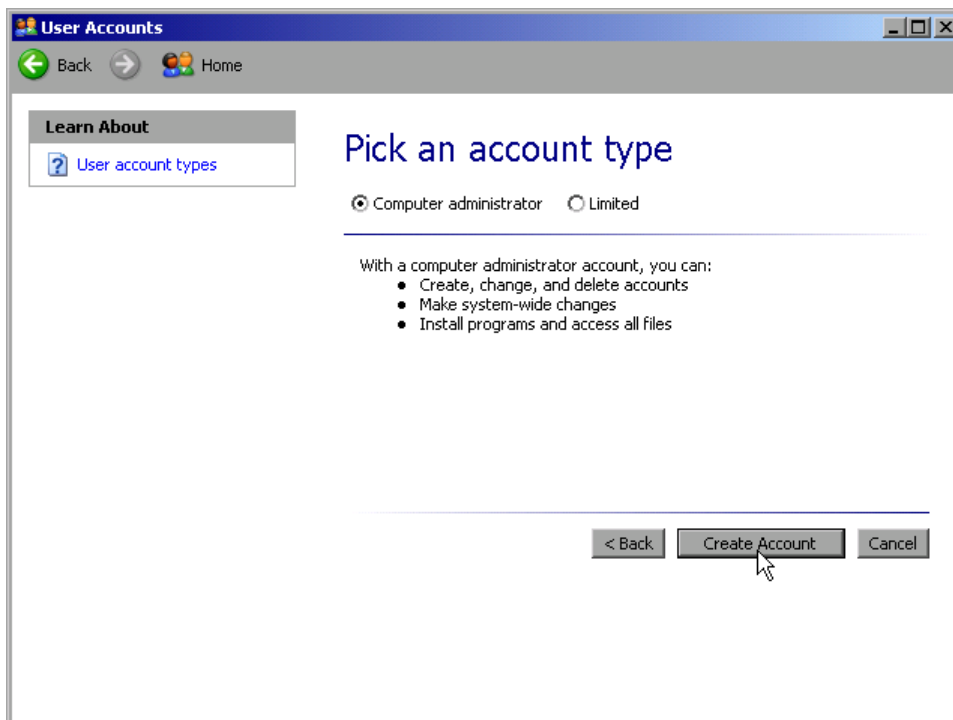 User Accounts
Back Home
Learn About
User account types
Pick an account type
Computer administrator Limited
With a computer administrator account, you can:
● Create, change, and delete accounts
● Make system-wide changes
● Install programs and access all files
< Back Create Account Cancel